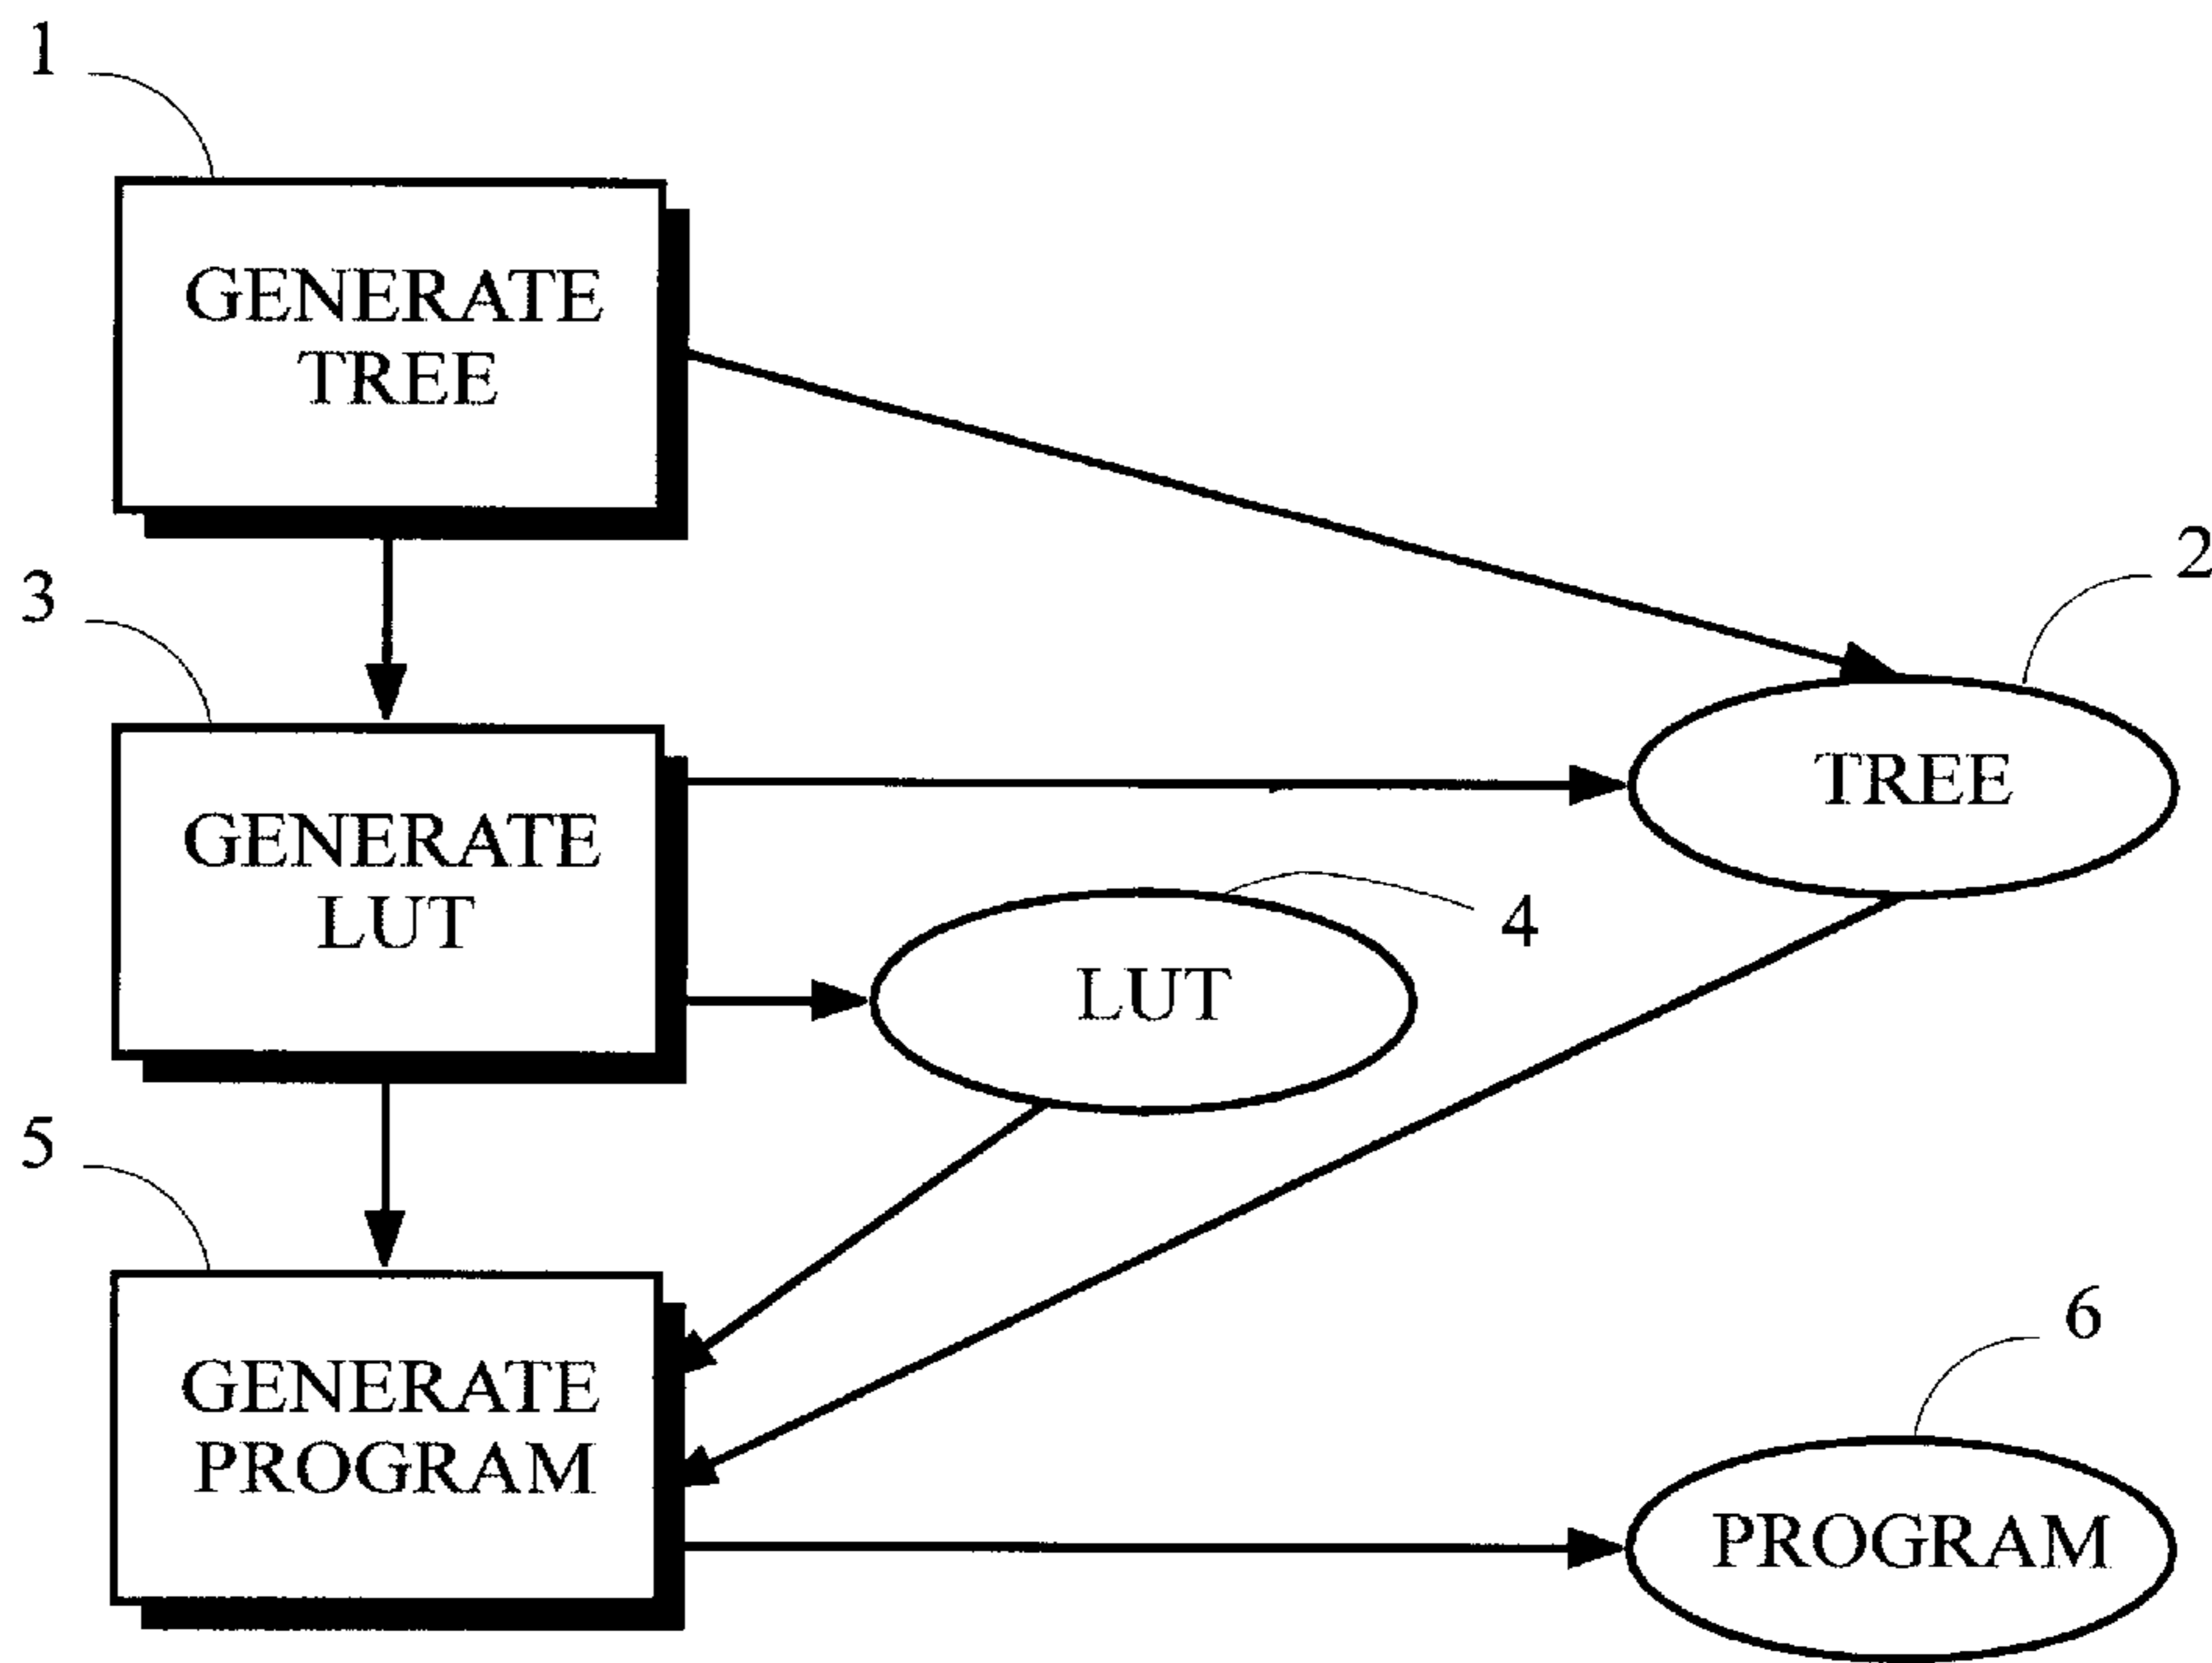 1
GENERATE
TREE
2
3
TREE
GENERATE
LUT
4
LUT
5
GENERATE
PROGRAM
6
PROGRAM